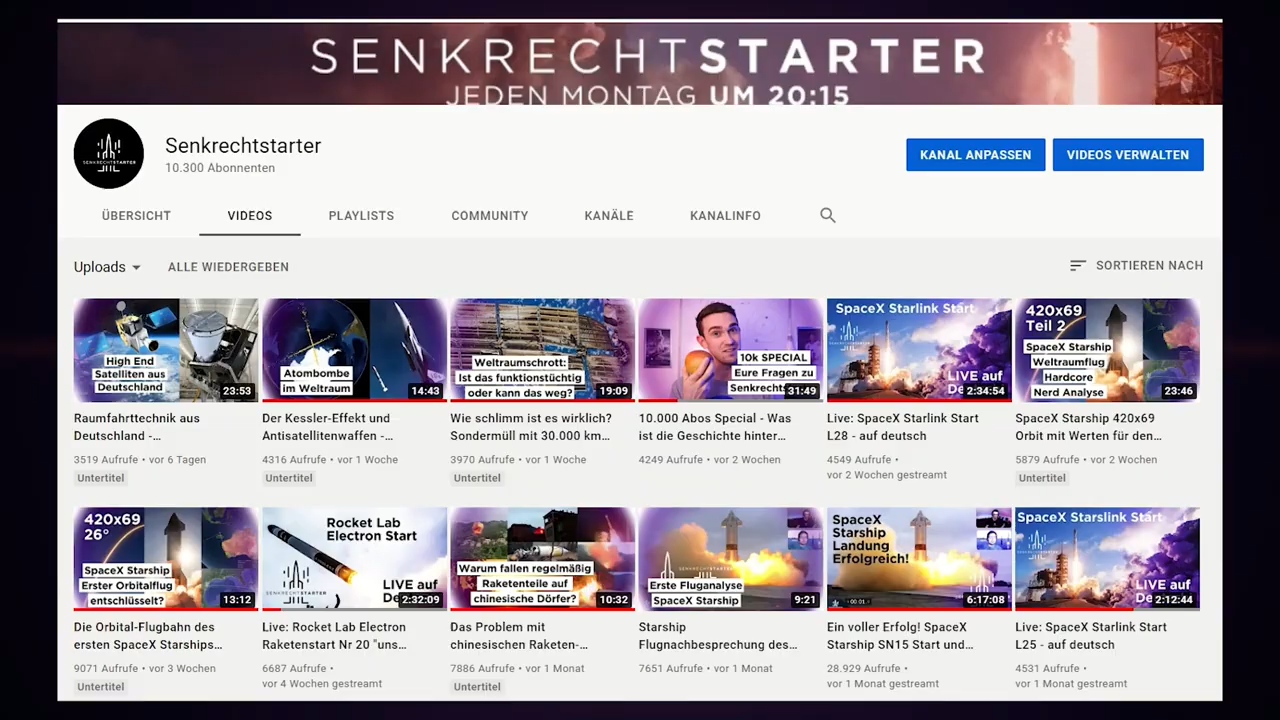 SENKRECHTSTARTER
JEDEN MONTAG UM 20:15
SENKRECHTSTARTER
Senkrechtstarter
10.300 Abonnenten
KANAL ANPASSEN
VIDEOS VERWALTEN
ÜBERSICHT
VIDEOS
PLAYLISTS
COMMUNITY
KANÄLE
KANALINFO
Uploads
ALLE WIEDERGEBEN
SORTIEREN NACH
High End
Satelliten aus
Deutschland
23:53
Raumfahrttechnik aus
Deutschland -...
3519 Aufrufe • vor 6 Tagen
Untertitel
Atombombe
im Weltraum
14:43
Der Kessler-Effekt und
Antisatellitenwaffen -...
4316 Aufrufe • vor 1 Woche
Weltraumschrott:
Ist das funktionstüchtig
oder kann das weg?
19:09
Wie schlimm ist es wirklich?
Sondermüll mit 30.000 km...
3970 Aufrufe • vor 1 Woche
Untertitel
10k SPECIAL
Eure Fragen zu
Senkrechts
31:49
10.000 Abos Special - Was
ist die Geschichte hinter...
4249 Aufrufe • vor 2 Wochen
SpaceX Starlink Start
LIVE auf
De
2:34:54
Live: SpaceX Starlink Start
L28 - auf deutsch
4549 Aufrufe •
vor 2 Wochen gestreamt
420x69
Teil 2
SpaceX Starship
Weltraumflug
Hardcore
Nerd Analyse
23:46
SpaceX Starship 420x69
Orbit mit Werten für den...
5879 Aufrufe • vor 2 Wochen
Untertitel
420x69
26°
SpaceX Starship
Erster Orbitalflug
entschlüsselt?
13:12
Die Orbital-Flugbahn des
ersten SpaceX Starships...
9071 Aufrufe • vor 3 Wochen
Untertitel
Rocket Lab
Electron Start
SENKRECHTSTARTER
LIVE auf
De
2:32:09
Live: Rocket Lab Electron
Raketenstart Nr 20 "uns...
6687 Aufrufe •
vor 4 Wochen gestreamt
Warum fallen regelmäßig
Raketenteile auf
chinesische Dörfer?
10:32
Das Problem mit
chinesischen Raketen-...
7886 Aufrufe • vor 1 Monat
Untertitel
Erste Fluganalyse
SpaceX Starship
9:21
Starship
Flugnachbesprechung des...
7651 Aufrufe • vor 1 Monat
SpaceX
Starship
Landung
Erfolgreich!
6:17:08
Ein voller Erfolg! SpaceX
Starship SN15 Start und...
28.929 Aufrufe •
vor 1 Monat gestreamt
SpaceX Starslink Start
LIVE auf
De
2:12:44
Live: SpaceX Starlink Start
L25 - auf deutsch
4531 Aufrufe •
vor 1 Monat gestreamt